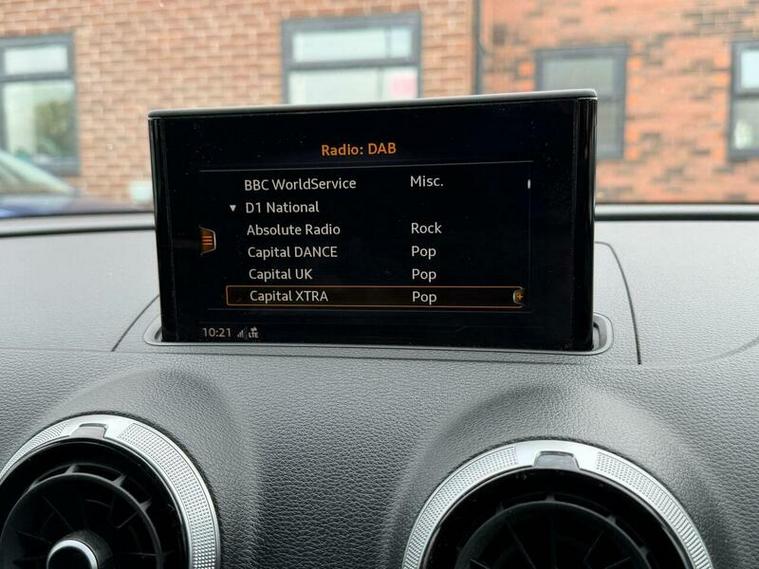 Radio: DAB
BBC WorldService Misc.
▼ D1 National
Absolute Radio Rock
Capital DANCE Pop
Capital UK Pop
Capital XTRA Pop
10:21 LTE